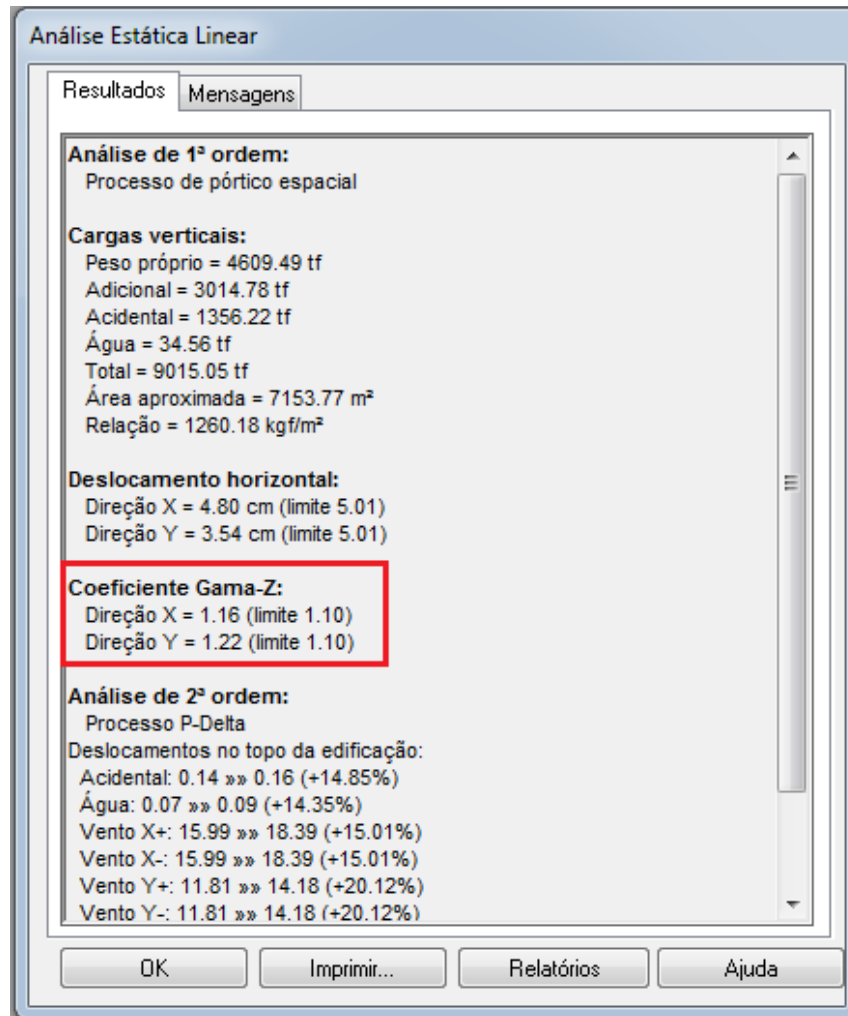 Análise Estática Linear
Resultados
Mensagens
Análise de 1ª ordem:
Processo de pórtico espacial
Cargas verticais:
Peso próprio = 4609.49 tf
Adicional = 3014.78 tf
Acidental = 1356.22 tf
Água = 34.56 tf
Total = 9015.05 tf
Área aproximada = 7153.77 m²
Relação = 1260.18 kgf/m²
Deslocamento horizontal:
Direção X = 4.80 cm (limite 5.01)
Direção Y = 3.54 cm (limite 5.01)
Coeficiente Gama-Z:
Direção X = 1.16 (limite 1.10)
Direção Y = 1.22 (limite 1.10)
Análise de 2ª ordem:
Processo P-Delta
Deslocamentos no topo da edificação:
Acidental: 0.14 »» 0.16 (+14.85%)
Água: 0.07 »» 0.09 (+14.35%)
Vento X+: 15.99 »» 18.39 (+15.01%)
Vento X-: 15.99 »» 18.39 (+15.01%)
Vento Y+: 11.81 »» 14.18 (+20.12%)
Vento Y-: 11.81 »» 14.18 (+20.12%)
OK
Imprimir...
Relatórios
Ajuda